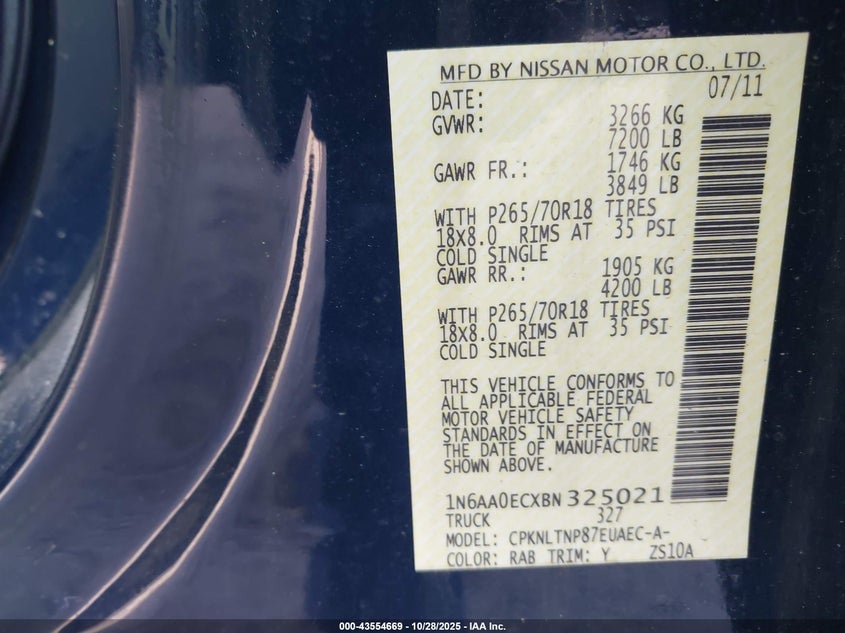 MFD BY NISSAN MOTOR CO., LTD.
DATE: 07/11
GVWR: 3266 KG
7200 LB
GAWR FR.: 1746 KG
3849 LB
WITH P265/70R18 TIRES
18X8.0 RIMS AT 35 PSI
COLD SINGLE
GAWR RR.: 1905 KG
4200 LB
WITH P265/70R18 TIRES
18X8.0 RIMS AT 35 PSI
COLD SINGLE
THIS VEHICLE CONFORMS TO
ALL APPLICABLE FEDERAL
MOTOR VEHICLE SAFETY
STANDARDS IN EFFECT ON
THE DATE OF MANUFACTURE
SHOWN ABOVE.
1N6AA0ECXBN325021
TRUCK 327
MODEL: CPKNLTNP87EUAEC-A-
COLOR: RAB TRIM: Y ZS10A
000-43554669 | 10/28/2025 - IAA Inc.